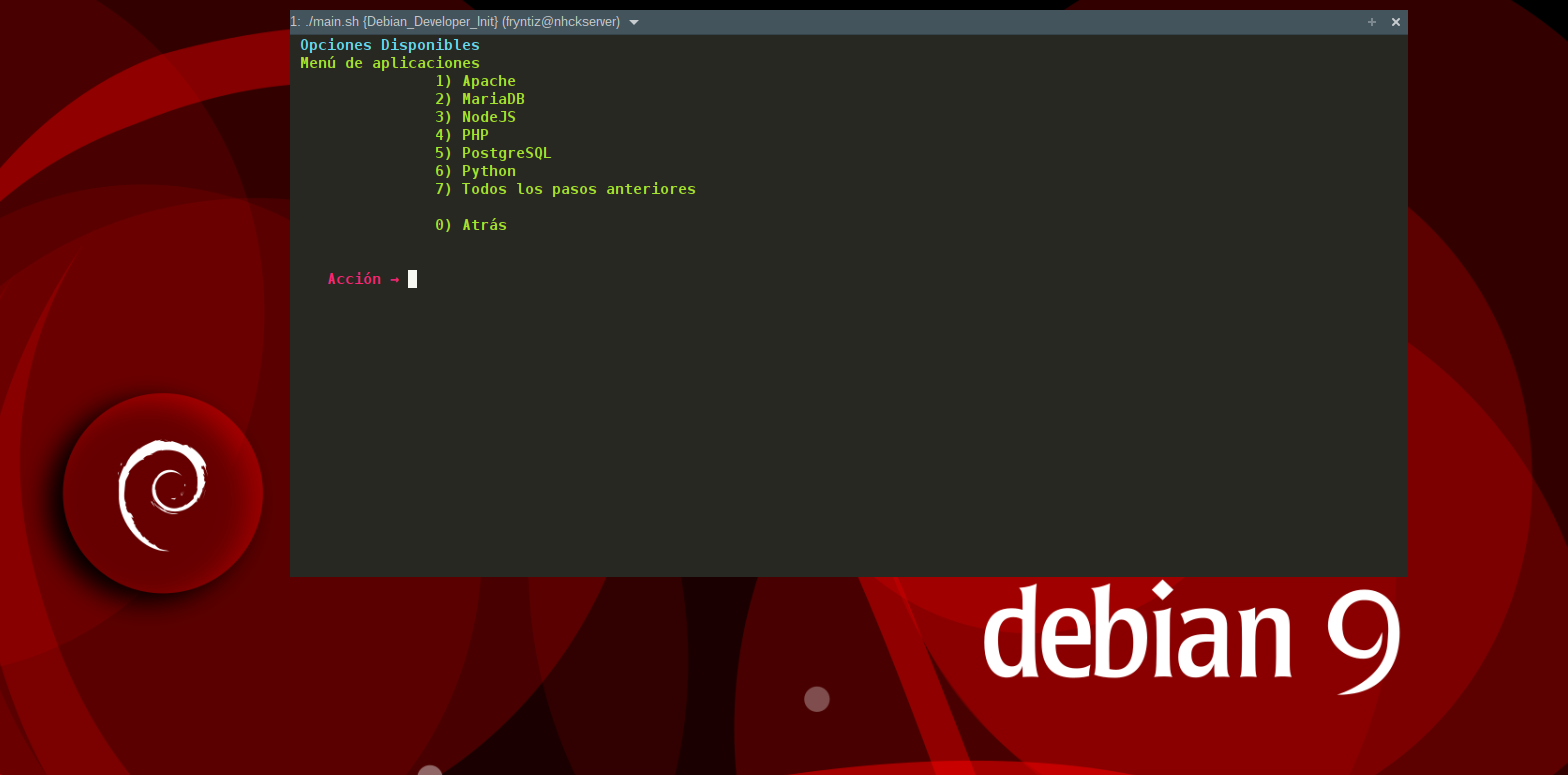 1: ./main.sh {Debian_Developer_Init} (fryntiz@nhckserver)
Opciones Disponibles
Menú de aplicaciones
1) Apache
2) MariaDB
3) NodeJS
4) PHP
5) PostgreSQL
6) Python
7) Todos los pasos anteriores
0) Atrás
Acción →
debian 9